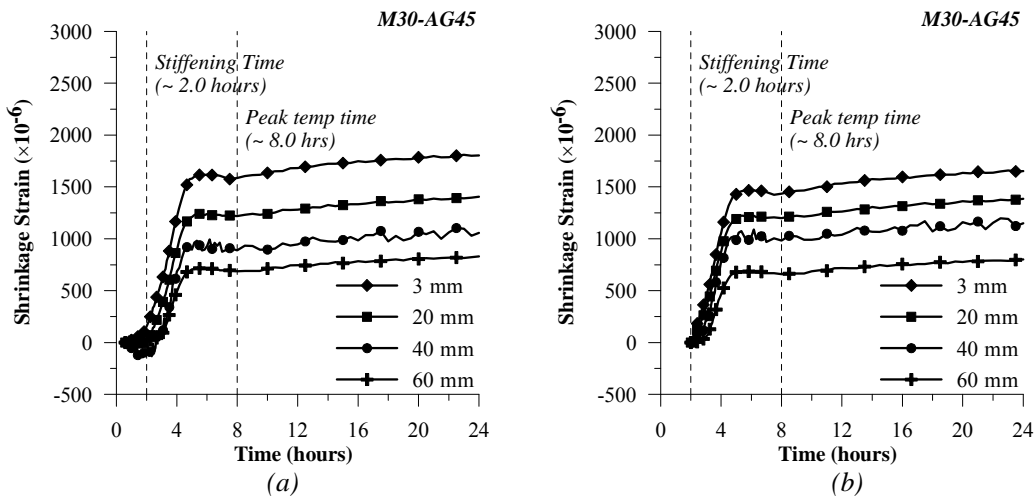 M30-AG45
Shrinkage Strain (×10-6)
3000
2500
2000
1500
1000
500
0
-500
Stiffening Time
(~ 2.0 hours)
Peak temp time
(~ 8.0 hrs)
3 mm
20 mm
40 mm
60 mm
0 4 8 12 16 20 24
Time (hours)
(a)
M30-AG45
Shrinkage Strain (×10-6)
3000
2500
2000
1500
1000
500
0
-500
Stiffening Time
(~ 2.0 hours)
Peak temp time
(~ 8.0 hrs)
3 mm
20 mm
40 mm
60 mm
0 4 8 12 16 20 24
Time (hours)
(b)